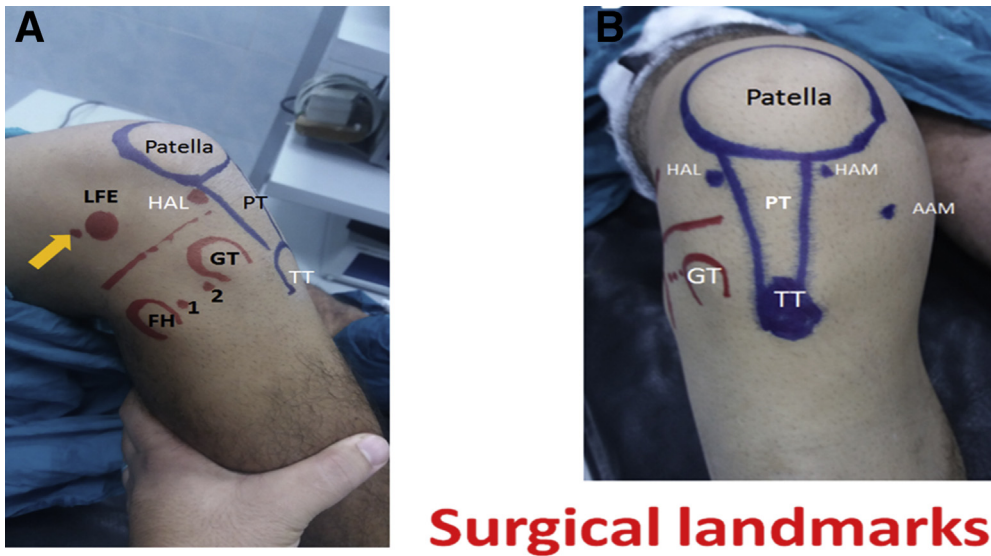 A
Patella
LFE
HAL
PT
GT
TT
2
1
FH
B
Patella
HAL
HAM
PT
AAM
GT
TT
Surgical landmarks